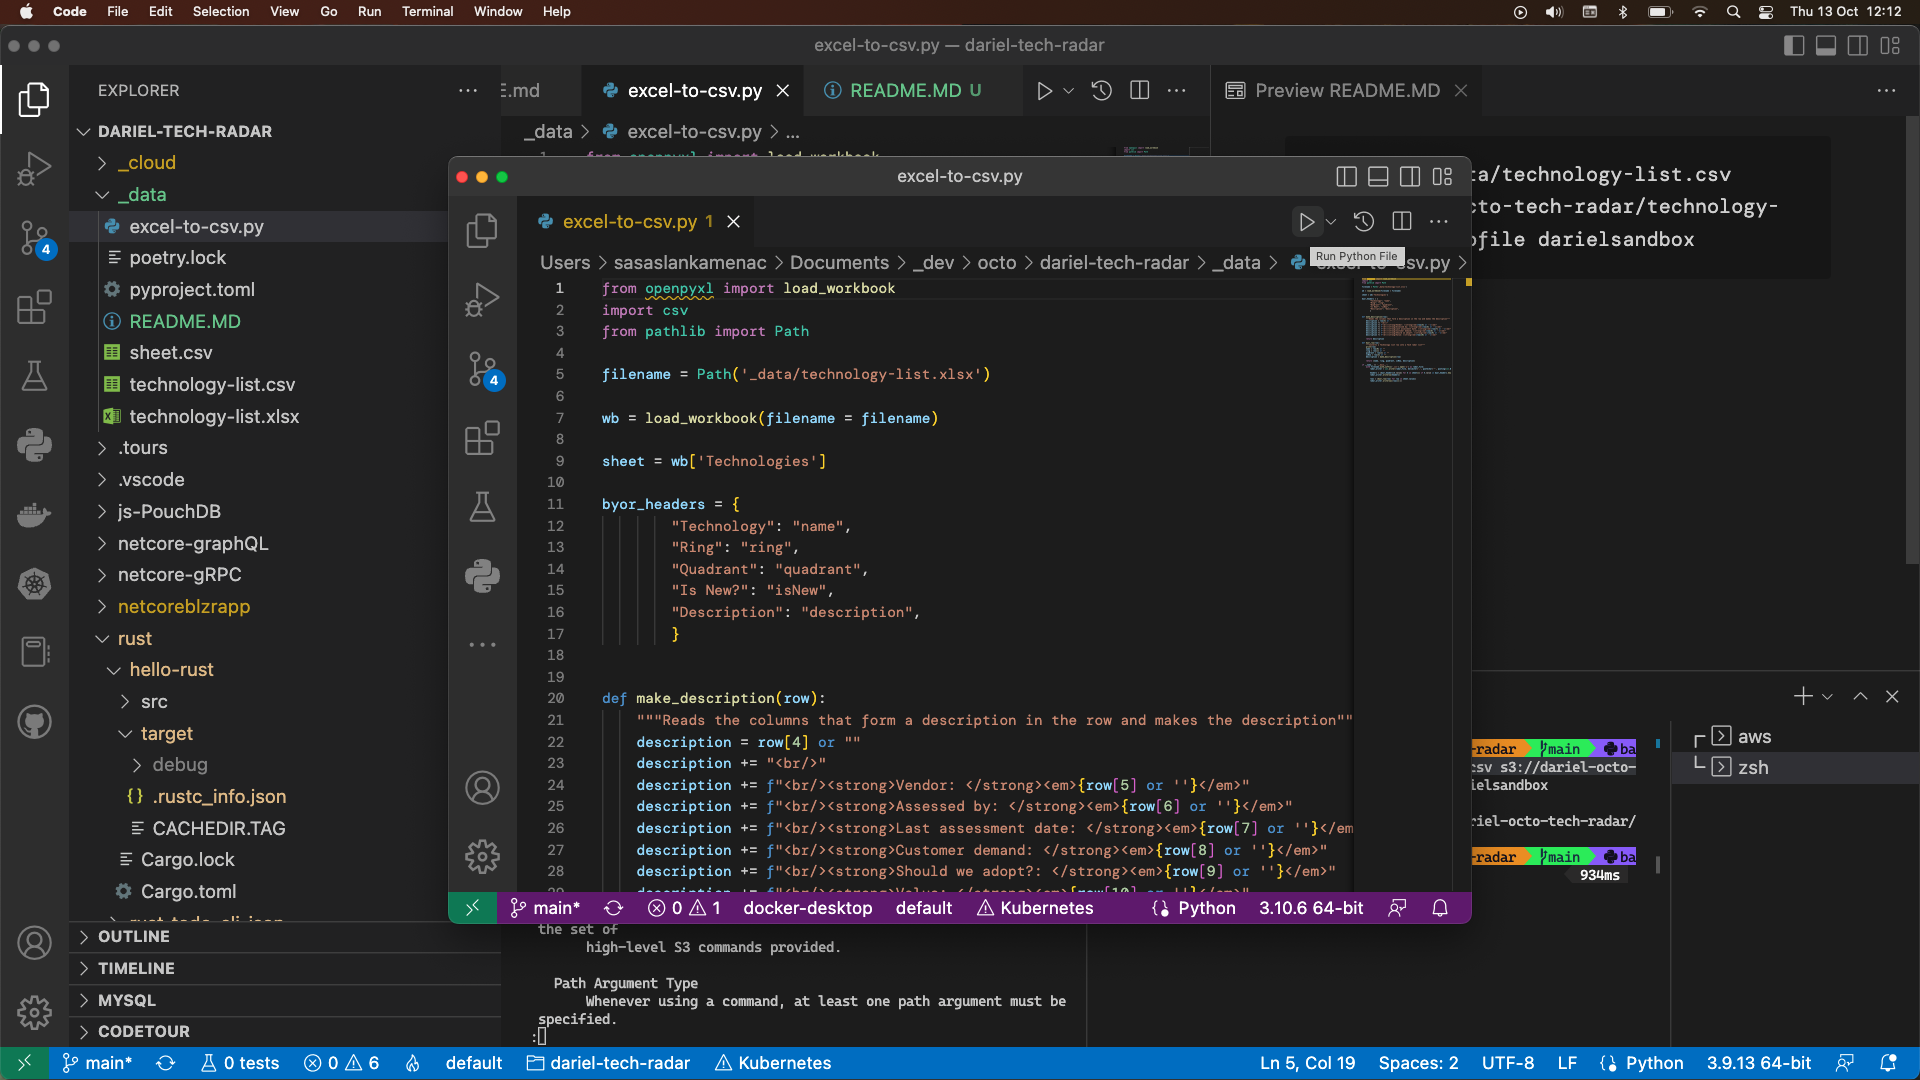 Code File Edit Selection View Go Run Terminal Window Help
Thu 13 Oct 12:12
excel-to-csv.py — dariel-tech-radar
EXPLORER
DARIEL-TECH-RADAR
_cloud
_data
excel-to-csv.py
poetry.lock
pyproject.toml
README.MD
sheet.csv
technology-list.csv
technology-list.xlsx
.tours
.vscode
js-PouchDB
netcore-graphQL
netcore-gRPC
netcoreblzrapp
rust
hello-rust
src
target
debug
.rustc_info.json
CACHEDIR.TAG
Cargo.lock
Cargo.toml
OUTLINE
TIMELINE
MYSQL
CODETOUR
4
E.md
excel-to-csv.py
README.MD U
Preview README.MD
_data > excel-to-csv.py > ...
ta/technology-list.csv
cto-tech-radar/technology-
ofile darielsandbox
excel-to-csv.py
4
excel-to-csv.py 1
Run Python File
Users > sasaslankamenac > Documents > _dev > octo > dariel-tech-radar > _data > excel-to-csv.py >
1 from openpyxl import load_workbook
2 import csv
3 from pathlib import Path
4
5 filename = Path('_data/technology-list.xlsx')
6
7 wb = load_workbook(filename = filename)
8
9 sheet = wb['Technologies']
10
11 byor_headers = {
12 "Technology": "name",
13 "Ring": "ring",
14 "Quadrant": "quadrant",
15 "Is New?": "isNew",
16 "Description": "description",
17 }
18
19
20 def make_description(row):
21 """Reads the columns that form a description in the row and makes the description""
22 description = row[4] or ""
23 description += "<br/>"
24 description += f"<br/><strong>Vendor: </strong><em>{row[5] or ''}</em>"
25 description += f"<br/><strong>Assessed by: </strong><em>{row[6] or ''}</em>"
26 description += f"<br/><strong>Last assessment date: </strong><em>{row[7] or ''}</em
27 description += f"<br/><strong>Customer demand: </strong><em>{row[8] or ''}</em>"
28 description += f"<br/><strong>Should we adopt?: </strong><em>{row[9] or ''}</em>"
main* 0 1 docker-desktop default Kubernetes Python 3.10.6 64-bit
the set of
high-level S3 commands provided.
Path Argument Type
Whenever using a command, at least one path argument must be
specified.
:
-radar main ba
csv s3://dariel-octo-
ielsandbox
riel-octo-tech-radar/
-radar main ba
934ms
aws
zsh
main* 0 tests 0 6 default dariel-tech-radar Kubernetes
Ln 5, Col 19 Spaces: 2 UTF-8 LF Python 3.9.13 64-bit